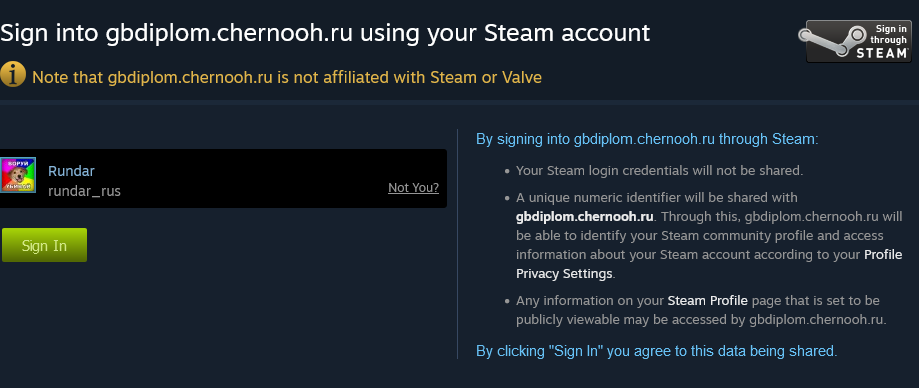 Sign into gbdiplom.chernooh.ru using your Steam account
Sign in
through
STEAM
i
Note that gbdiplom.chernooh.ru is not affiliated with Steam or Valve
ВОРУЙ
УБИВАЙ
Rundar
rundar_rus
Not You?
Sign In
By signing into gbdiplom.chernooh.ru through Steam:
• Your Steam login credentials will not be shared.
• A unique numeric identifier will be shared with
gbdiplom.chernooh.ru. Through this, gbdiplom.chernooh.ru will
be able to identify your Steam community profile and access
information about your Steam account according to your Profile
Privacy Settings.
• Any information on your Steam Profile page that is set to be
publicly viewable may be accessed by gbdiplom.chernooh.ru.
By clicking "Sign In" you agree to this data being shared.